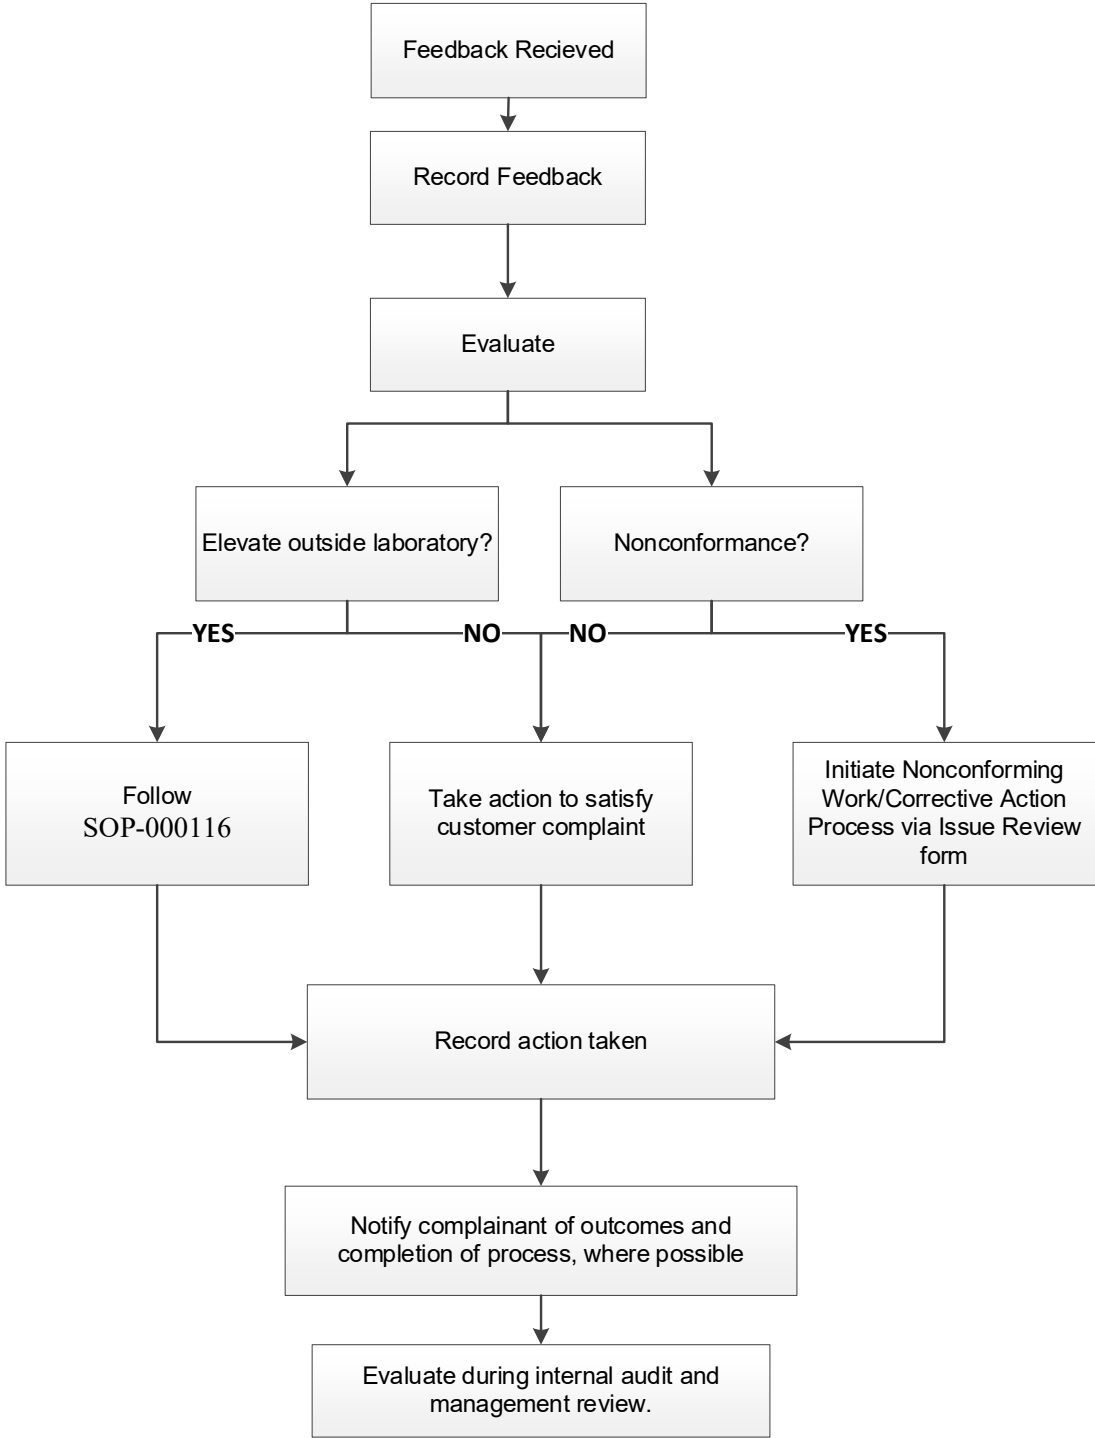 Feedback Recieved
Record Feedback
Evaluate
Elevate outside laboratory?
Nonconformance?
YES
NO
NO
YES
Follow
SOP-000116
Take action to satisfy
customer complaint
Initiate Nonconforming
Work/Corrective Action
Process via Issue Review
form
Record action taken
Notify complainant of outcomes and
completion of process, where possible
Evaluate during internal audit and
management review.